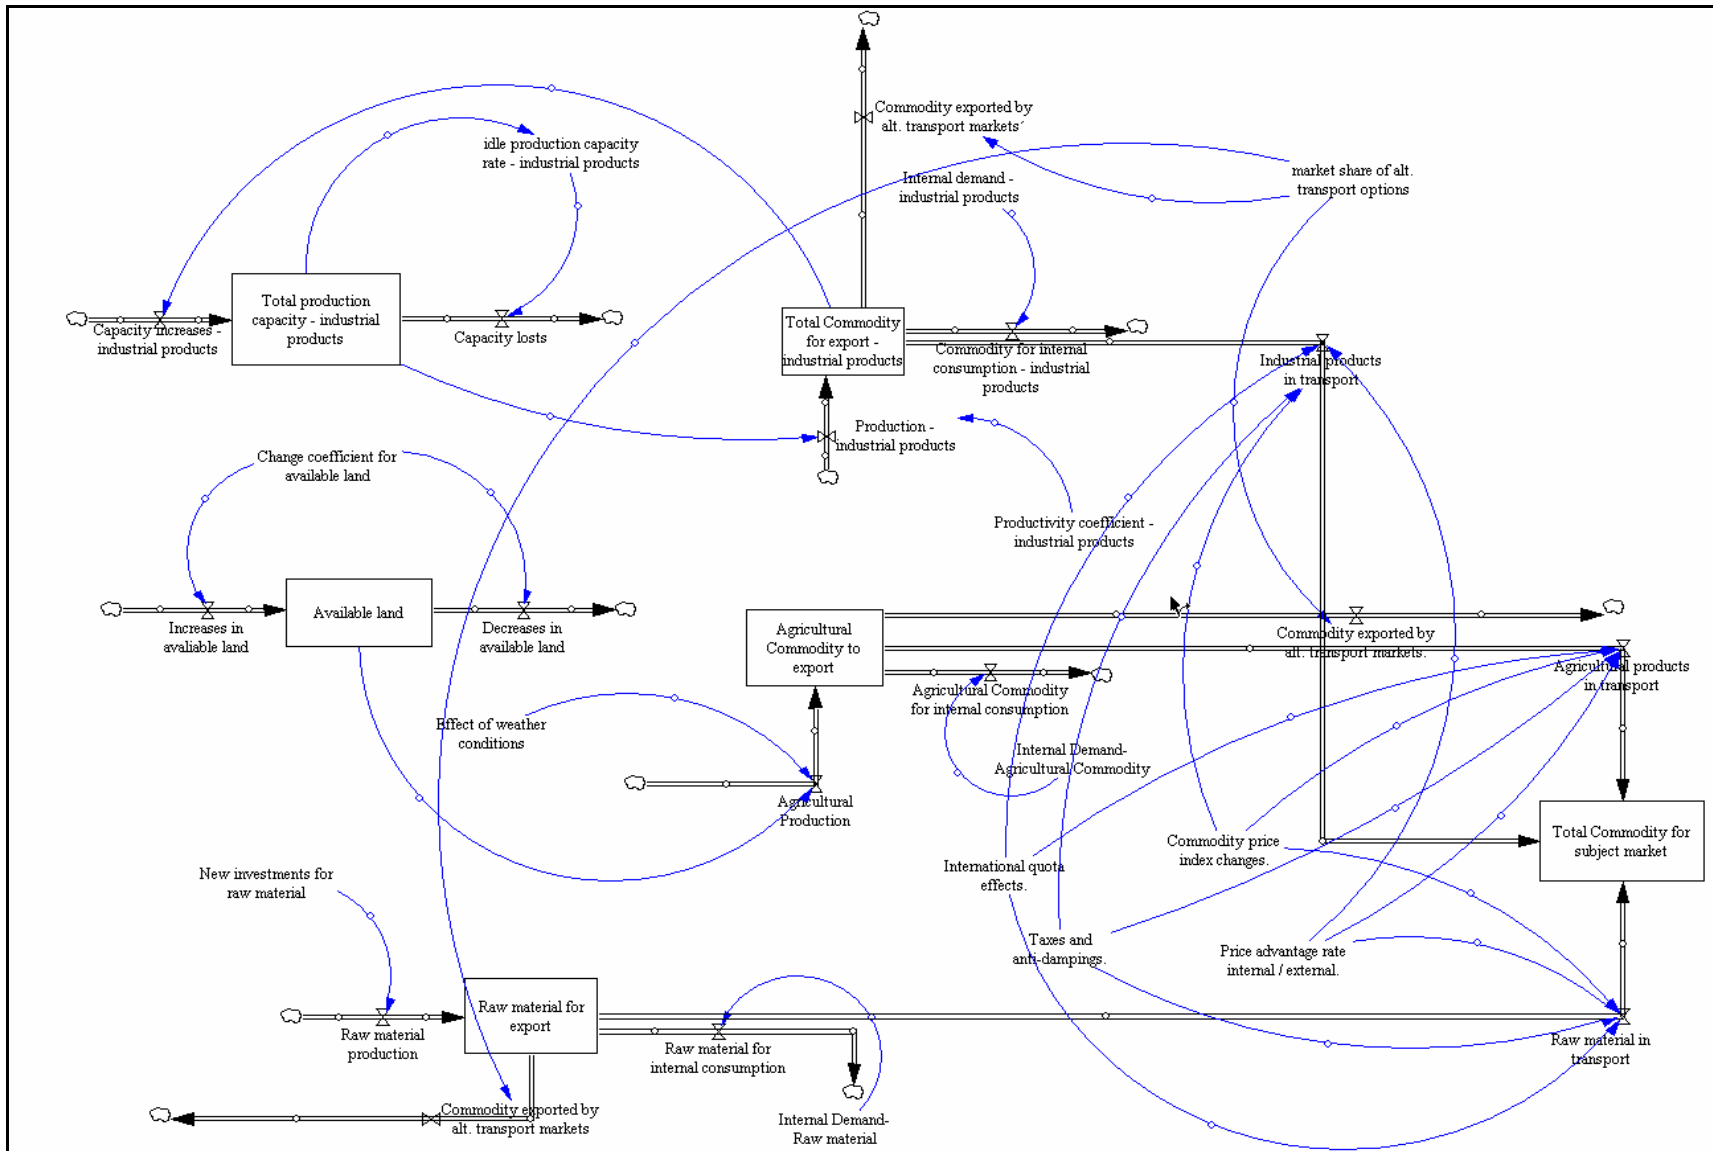 Commodity exported by
alt. transport markets´
idle production capacity
rate - industrial products
Internal demand -
industrial products
market share of alt.
transport options
Total production
capacity - industrial
products
Capacity increases -
industrial products
Capacity losts
Total Commodity
for export -
industrial products
Commodity for internal
consumption - industrial
products
Industrial products
in transport
Production -
industrial products
Change coefficient for
available land
Productivity coefficient -
industrial products
Available land
Increases in
avaliable land
Decreases in
available land
Agricultural
Commodity to
export
Commodity exported by
alt. transport markets.
Agricultural products
in transport
Agricultural Commodity
for internal consumption
Effect of weather
conditions
Internal Demand-
Agricultural Commodity
Agricultural
Production
Total Commodity for
subject market
Commodity price
index changes.
International quota
effects.
New investments for
raw material
Taxes and
anti-dampings.
Price advantage rate
internal / external.
Raw material for
export
Raw material
production
Raw material for
internal consumption
Raw material in
transport
Commodity exported by
alt. transport markets
Internal Demand-
Raw material